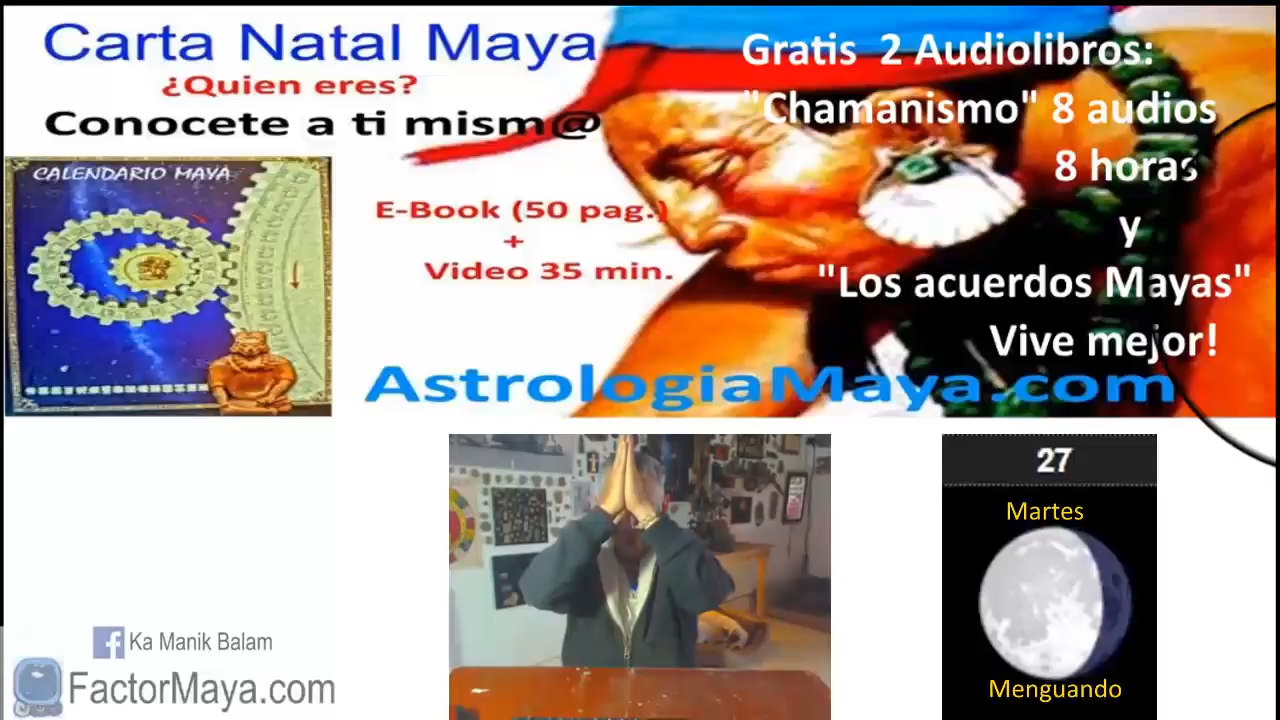 Carta Natal Maya
¿Quien eres?
Conocete a ti mism@
CALENDARIO MAYA
E-Book (50 pag.)
+
Video 35 min.
Gratis 2 Audiolibros:
"Chamanismo" 8 audios
8 horas
y
"Los acuerdos Mayas"
Vive mejor!
AstrologiaMaya.com
27
Martes
Menguando
f Ka Manik Balam
FactorMaya.com